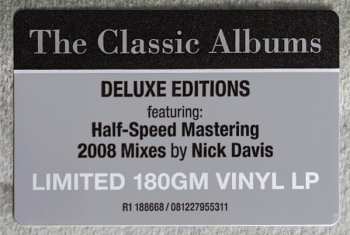 The Classic Albums
DELUXE EDITIONS
featuring:
Half-Speed Mastering
2008 Mixes by Nick Davis
LIMITED 180GM VINYL LP
R1 188668 / 081227955311